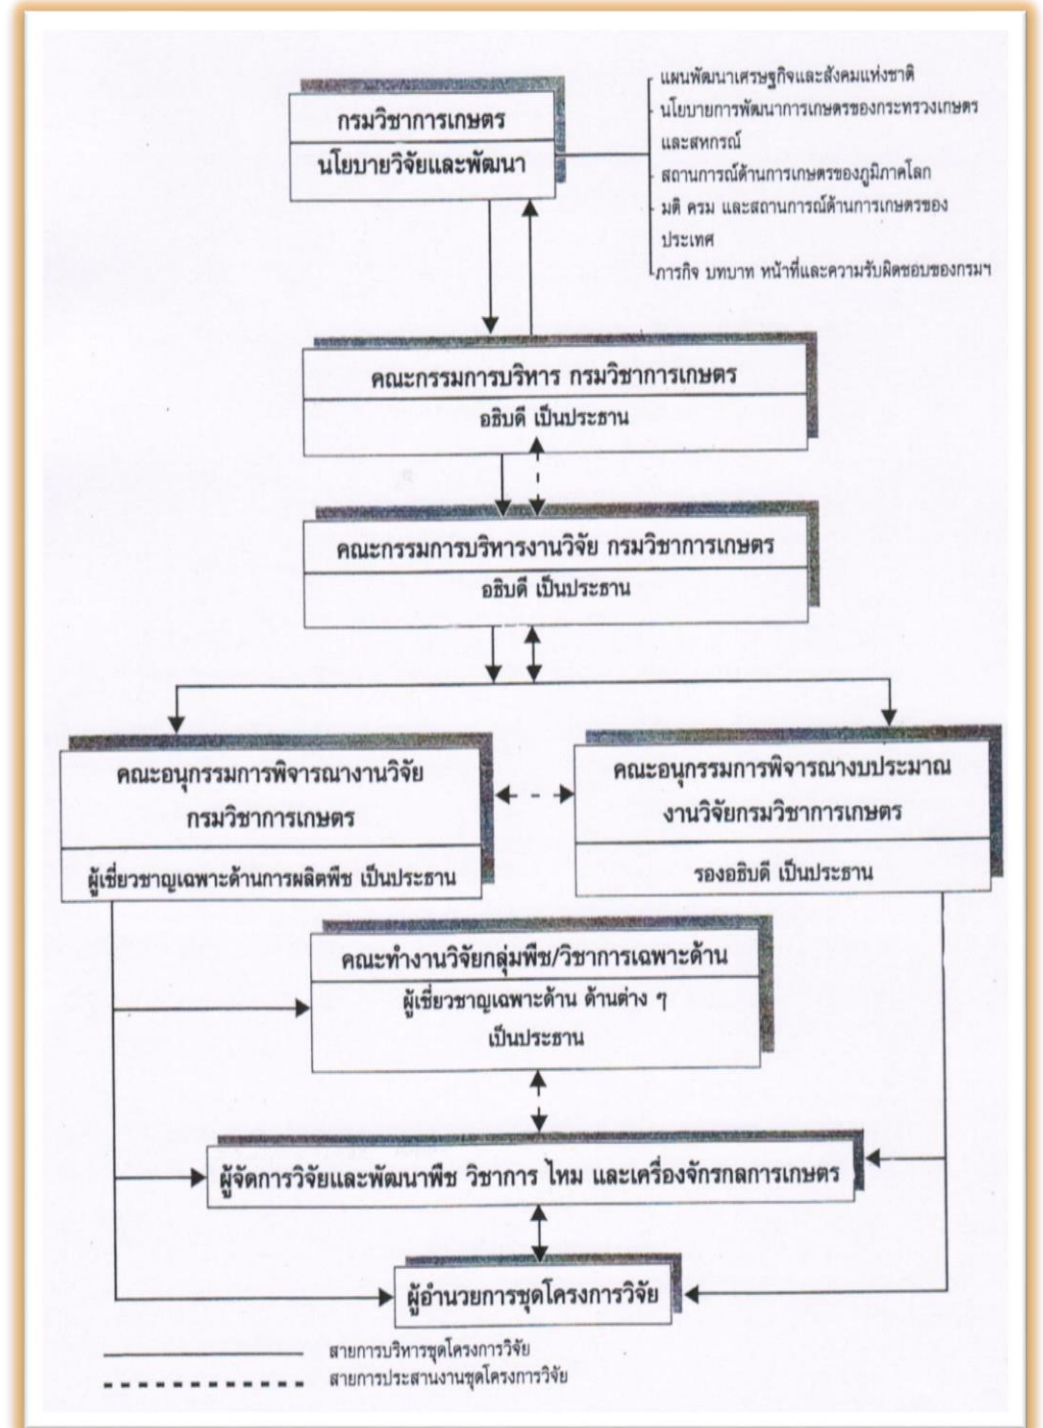 กรมวิชาการเกษตร
นโยบายวิจัยและพัฒนา
แผนพัฒนาเศรษฐกิจและสังคมแห่งชาติ
นโยบายการพัฒนาการเกษตรของกระทรวงเกษตร
และสหกรณ์
สถานการณ์ด้านการเกษตรของภูมิภาคโลก
มติ ครม และสถานการณ์ด้านการเกษตรของ
ประเทศ
ภารกิจ บทบาท หน้าที่และความรับผิดชอบของกรมฯ
คณะกรรมการบริหาร กรมวิชาการเกษตร
อธิบดี เป็นประธาน
คณะกรรมการบริหารงานวิจัย กรมวิชาการเกษตร
อธิบดี เป็นประธาน
คณะอนุกรรมการพิจารณางานวิจัย
กรมวิชาการเกษตร
ผู้เชี่ยวชาญเฉพาะด้านการผลิตพืช เป็นประธาน
คณะอนุกรรมการพิจารณางบประมาณ
งานวิจัยกรมวิชาการเกษตร
รองอธิบดี เป็นประธาน
คณะทำงานวิจัยกลุ่มพืช/วิชาการเฉพาะด้าน
ผู้เชี่ยวชาญเฉพาะด้าน ด้านต่าง ๆ
เป็นประธาน
ผู้จัดการวิจัยและพัฒนาพืช วิชาการ ไหม และเครื่องจักรกลการเกษตร
ผู้อำนวยการชุดโครงการวิจัย
สายการบริหารชุดโครงการวิจัย
สายการประสานงานชุดโครงการวิจัย